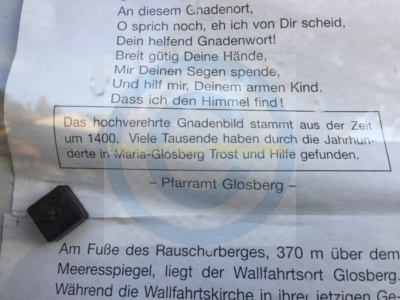 An diesem Gnadenort,
O sprich noch, eh ich von Dir scheid,
Dein helfend Gnadenwort!
Breit gütig Deine Hände,
Mir Deinen Segen spende,
Und hilf mir, Deinem armen Kind.
Dass ich den Himmel find!
Das hochverehrte Gnadenbild stammt aus der Zeit
um 1400. Viele Tausende haben durch die Jahrhun-
derte in Maria-Glosberg Trost und Hilfe gefunden.
– Pfarramt Glosberg –
Am Fuße des Rauscherberges, 370 m über dem
Meeresspiegel, liegt der Wallfahrtsort Glosberg.
Während die Wallfahrtskirche in ihrer jetzigen Ge-